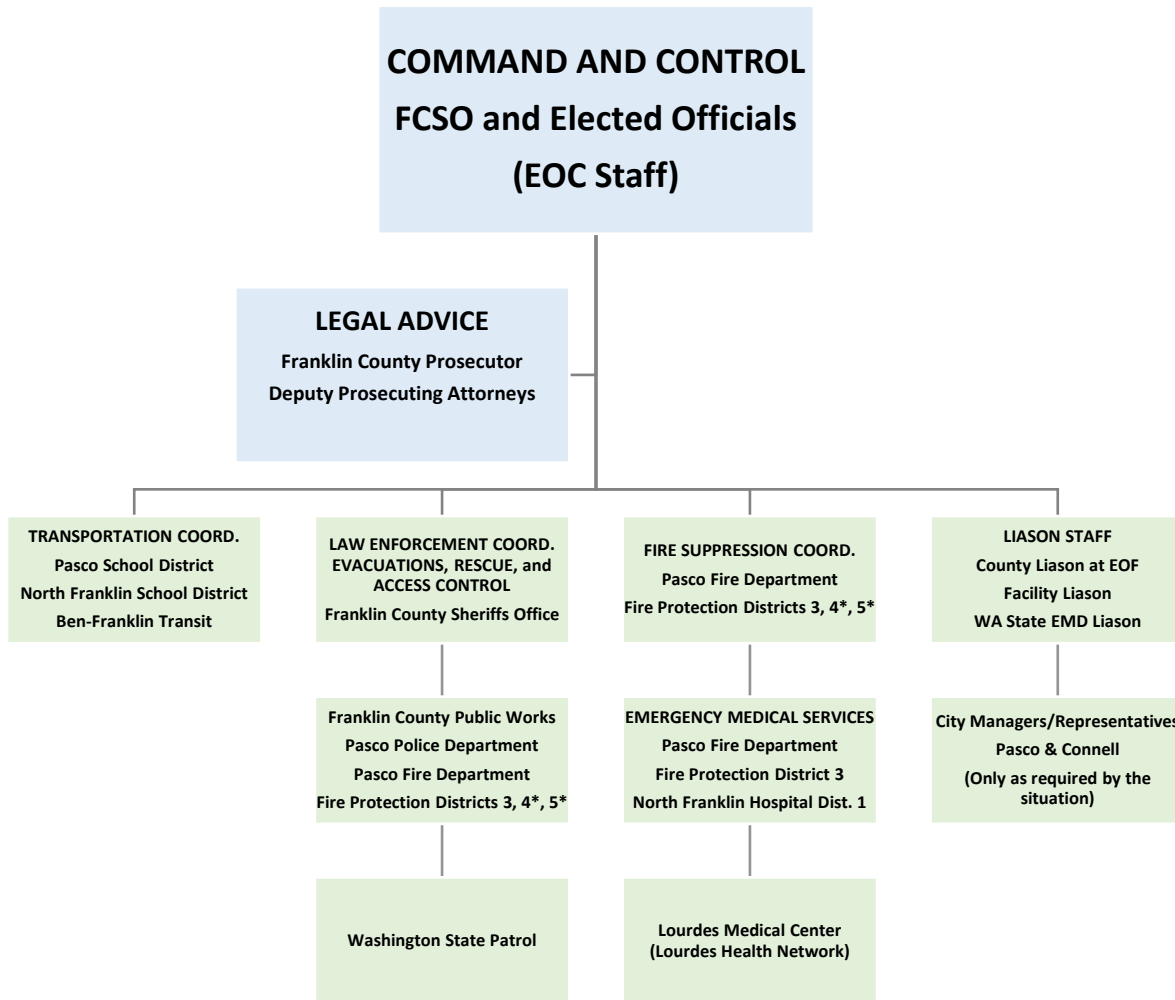 COMMAND AND CONTROL
FCSO and Elected Officials
(EOC Staff)
LEGAL ADVICE
Franklin County Prosecutor
Deputy Prosecuting Attorneys
TRANSPORTATION COORD.
Pasco School District
North Franklin School District
Ben-Franklin Transit
LAW ENFORCEMENT COORD.
EVACUATIONS, RESCUE, and
ACCESS CONTROL
Franklin County Sheriffs Office
FIRE SUPPRESSION COORD.
Pasco Fire Department
Fire Protection Districts 3, 4*, 5*
LIASON STAFF
County Liason at EOF
Facility Liason
WA State EMD Liason
Franklin County Public Works
Pasco Police Department
Pasco Fire Department
Fire Protection Districts 3, 4*, 5*
EMERGENCY MEDICAL SERVICES
Pasco Fire Department
Fire Protection District 3
North Franklin Hospital Dist. 1
City Managers/Representatives
Pasco & Connell
(Only as required by the
situation)
Washington State Patrol
Lourdes Medical Center
(Lourdes Health Network)